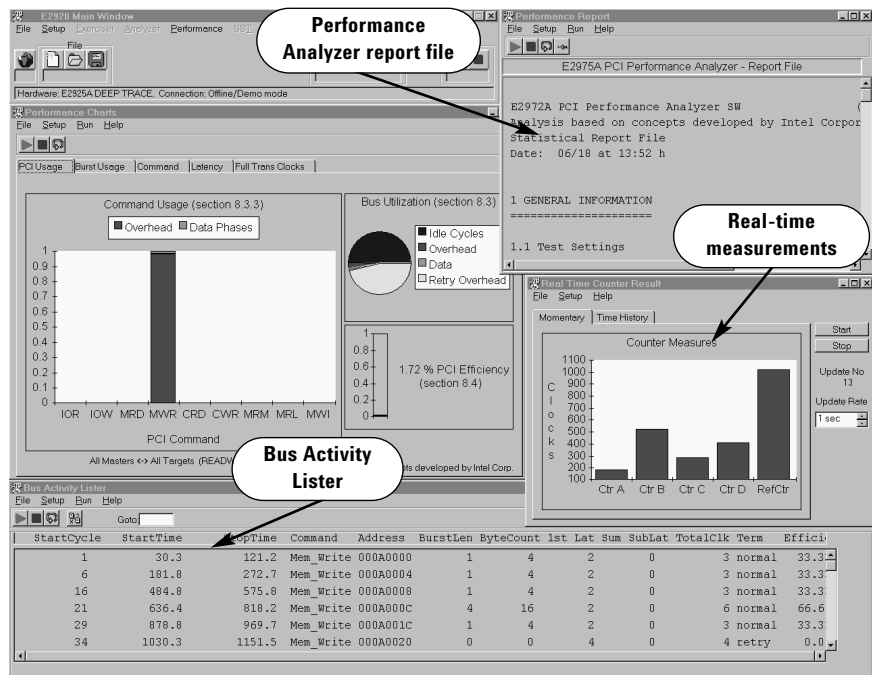 E2920 Main Window
File Setup Exerciser Analyzer Performance
File
Hardware: E2925A DEEP TRACE, Connection: Offline/Demo mode
Performance
Analyzer report file
Performance Report
File Setup Run Help
E2975A PCI Performance Analyzer - Report File
E2972A PCI Performance Analyzer SW (
Analysis based on concepts developed by Intel Corpor
Statistical Report File
Date: 06/18 at 13:52 h
1 GENERAL INFORMATION
=====================
1.1 Test Settings
Performance Charts
File Setup Run Help
PCI Usage Burst Usage Command Latency Full Trans Clocks
Command Usage (section 8.3.3)
Overhead Data Phases
1
0.9
0.8
0.7
0.6
0.5
0.4
0.3
0.2
0.1
0
IOR IOW MRD MWR CRD CWR MRM MRL MWI
PCI Command
All Masters <-> All Targets
Bus Utilization (section 8.3)
Idle Cycles
Overhead
Data
Retry Overhead
1
0.8
0.6
0.4
0.2
0
1.72 % PCI Efficiency
(section 8.4)
developed by Intel Corp.
Real-time
measurements
Real Time Counter Result
File Setup Help
Momentary Time History
Counter Measures
Clocks
1100
1000
900
800
700
600
500
400
300
200
100
Ctr A Ctr B Ctr C Ctr D RefCtr
Start
Stop
Update No
13
Update Rate
1 sec
Bus Activity
Lister
Bus Activity Lister
File Setup Run Help
Goto:
StartCycle StartTime StopTime Command Address BurstLen ByteCount 1st Lat Sum SubLat TotalClk Term Effici
1 30.3 121.2 Mem_Write 000A0000 1 4 2 0 3 normal 33.3
6 181.8 272.7 Mem_Write 000A0004 1 4 2 0 3 normal 33.3
16 484.8 575.8 Mem_Write 000A0008 1 4 2 0 3 normal 33.3
21 636.4 818.2 Mem_Write 000A000C 4 16 2 0 6 normal 66.6
29 878.8 969.7 Mem_Write 000A001C 1 4 2 0 3 normal 33.3
34 1030.3 1151.5 Mem_Write 000A0020 0 0 4 0 4 retry 0.0